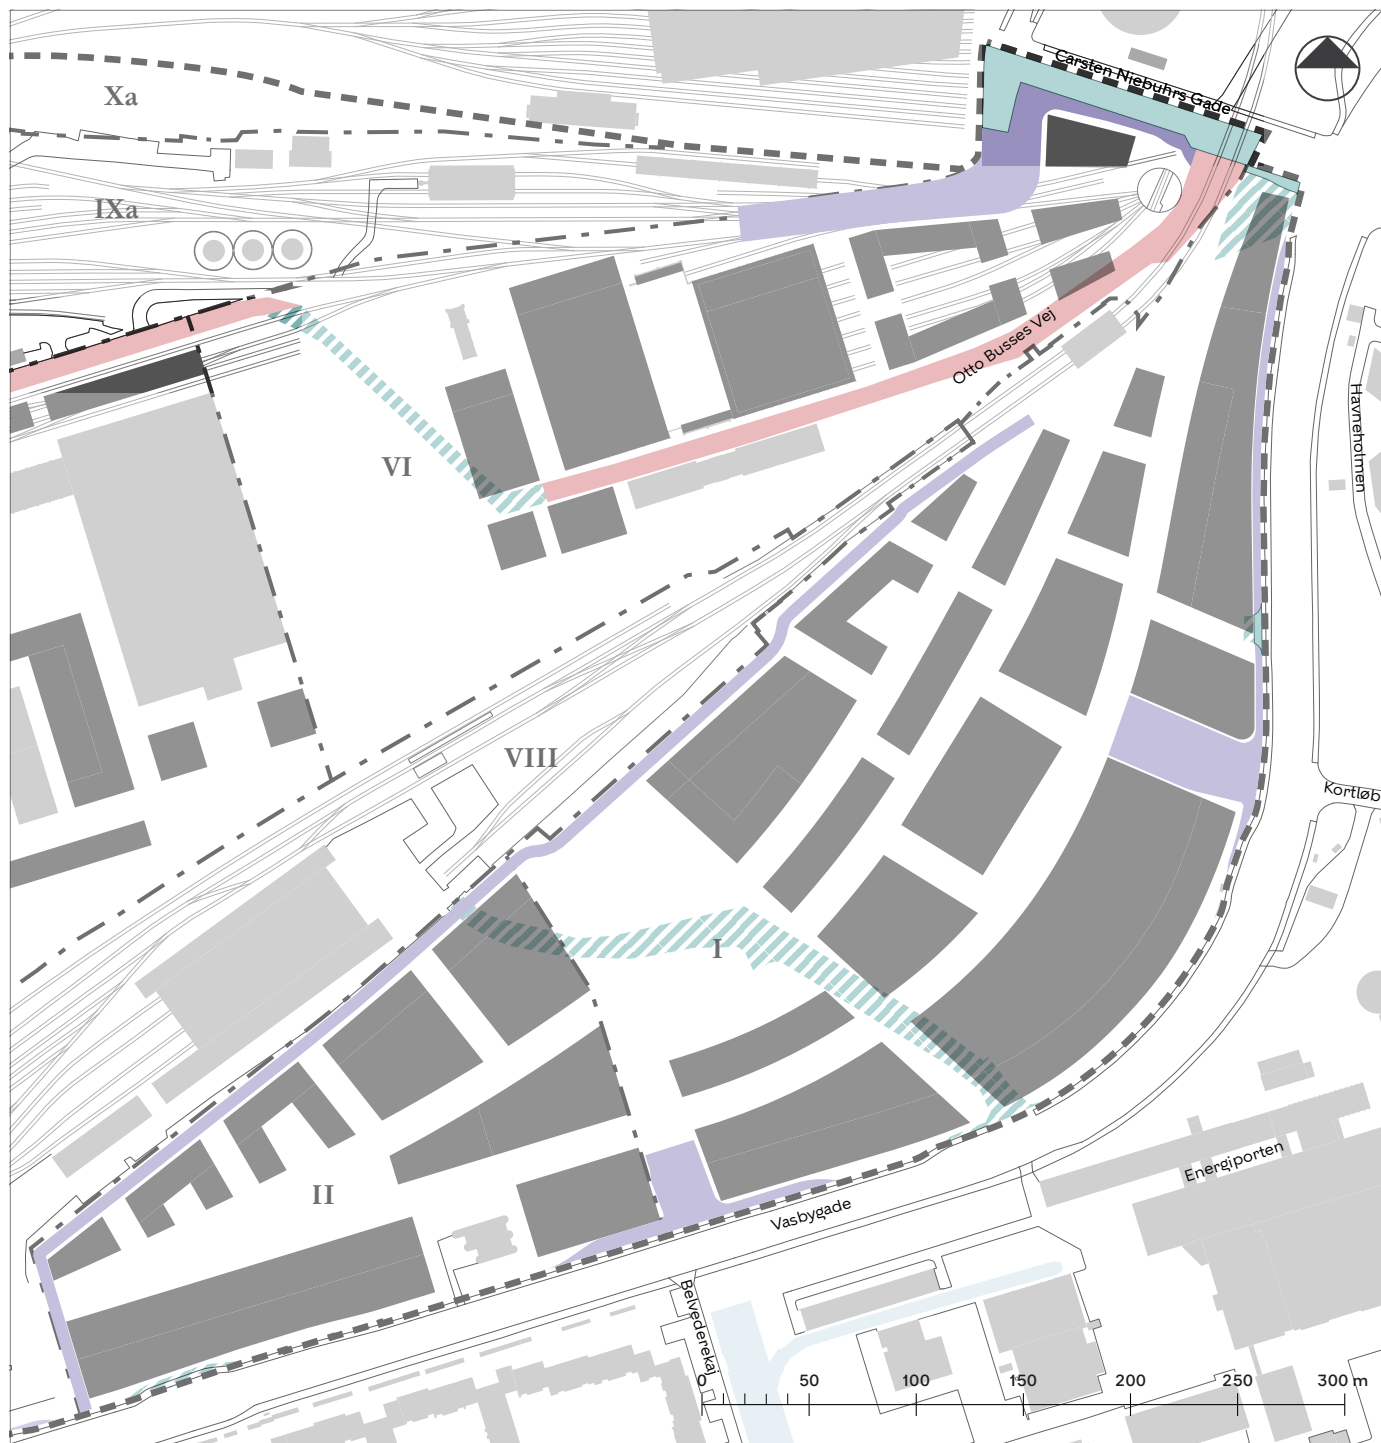 Carsten Niebuhrs Gade
Xa
IXa
Otto Busses Vej
Havneholmen
VI
VIII
Kortløb
I
Energiporten
II
Vasbygade
Belvederekaj
0 50 100 150 200 250 300 m